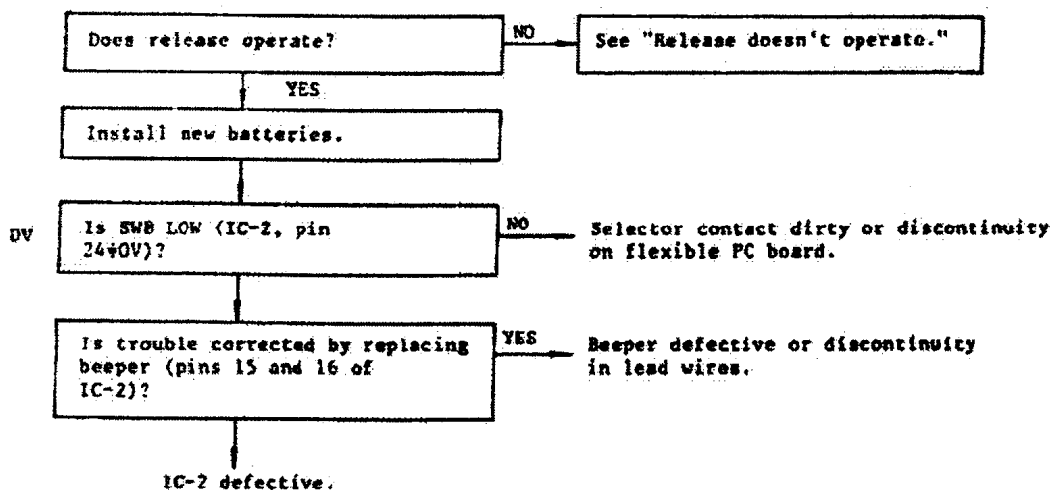 Does release operate?
NO
See "Release doesn't operate."
YES
Install new batteries.
DV
Is SWB LOW (IC-2, pin
24→0V)?
NO
Selector contact dirty or discontinuity
on flexible PC board.
Is trouble corrected by replacing
beeper (pins 15 and 16 of
IC-2)?
YES
Beeper defective or discontinuity
in lead wires.
IC-2 defective.